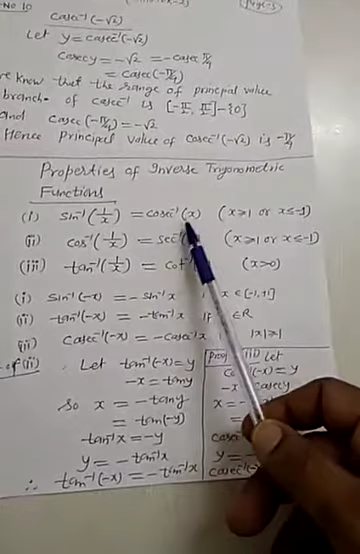 No 10
Page-3
cosec⁻¹(-√2)
Let y = cosec⁻¹(-√2)
cosec y = -√2 = -cosec π/4
= cosec(-π/4)
we know that the range of principal value
branch of cosec⁻¹ is [-π/2, π/2]-{0}
and cosec(-π/4) = -√2
Hence Principal value of cosec⁻¹(-√2) is -π/4
Properties of Inverse Trigonometric
Functions
(i) sin⁻¹(1/x) = cosec⁻¹(x) (x≥1 or x≤-1)
(ii) cos⁻¹(1/x) = sec⁻¹( (x≥1 or x≤-1)
(iii) tan⁻¹(1/x) = cot⁻¹ (x>0)
(i) sin⁻¹(-x) = -sin⁻¹x x∈[-1,1]
(ii) tan⁻¹(-x) = -tan⁻¹x if ∈R
(iii) cosec⁻¹(-x) = -cosec⁻¹x |x|≥1
of (ii) Let tan⁻¹(-x) = y
-x = tan y
So x = -tan y
= tan(-y)
tan⁻¹x = -y
y = -tan⁻¹x
∴ tan⁻¹(-x) = -tan⁻¹x
Proof (iii) Let
(-x) = y
-x cosec y
x = -
=
cosec
y = -
cosec⁻¹(-x)